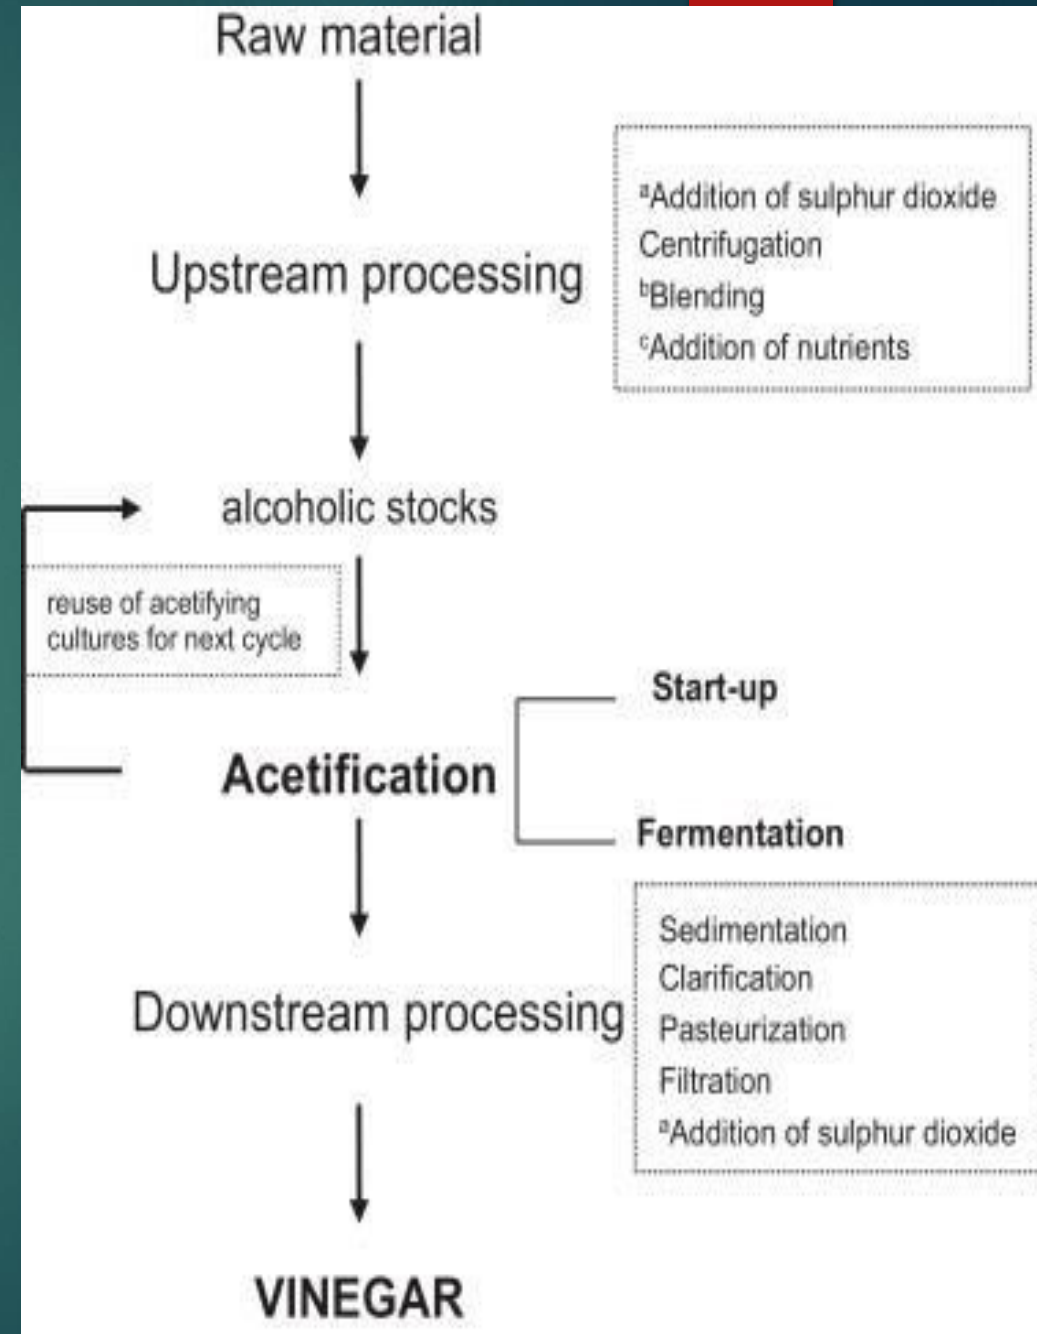 Raw material
ᵃAddition of sulphur dioxide
Centrifugation
ᵇBlending
ᶜAddition of nutrients
Upstream processing
alcoholic stocks
reuse of acetifying
cultures for next cycle
Start-up
Acetification
Fermentation
Sedimentation
Clarification
Pasteurization
Filtration
ᵃAddition of sulphur dioxide
Downstream processing
VINEGAR